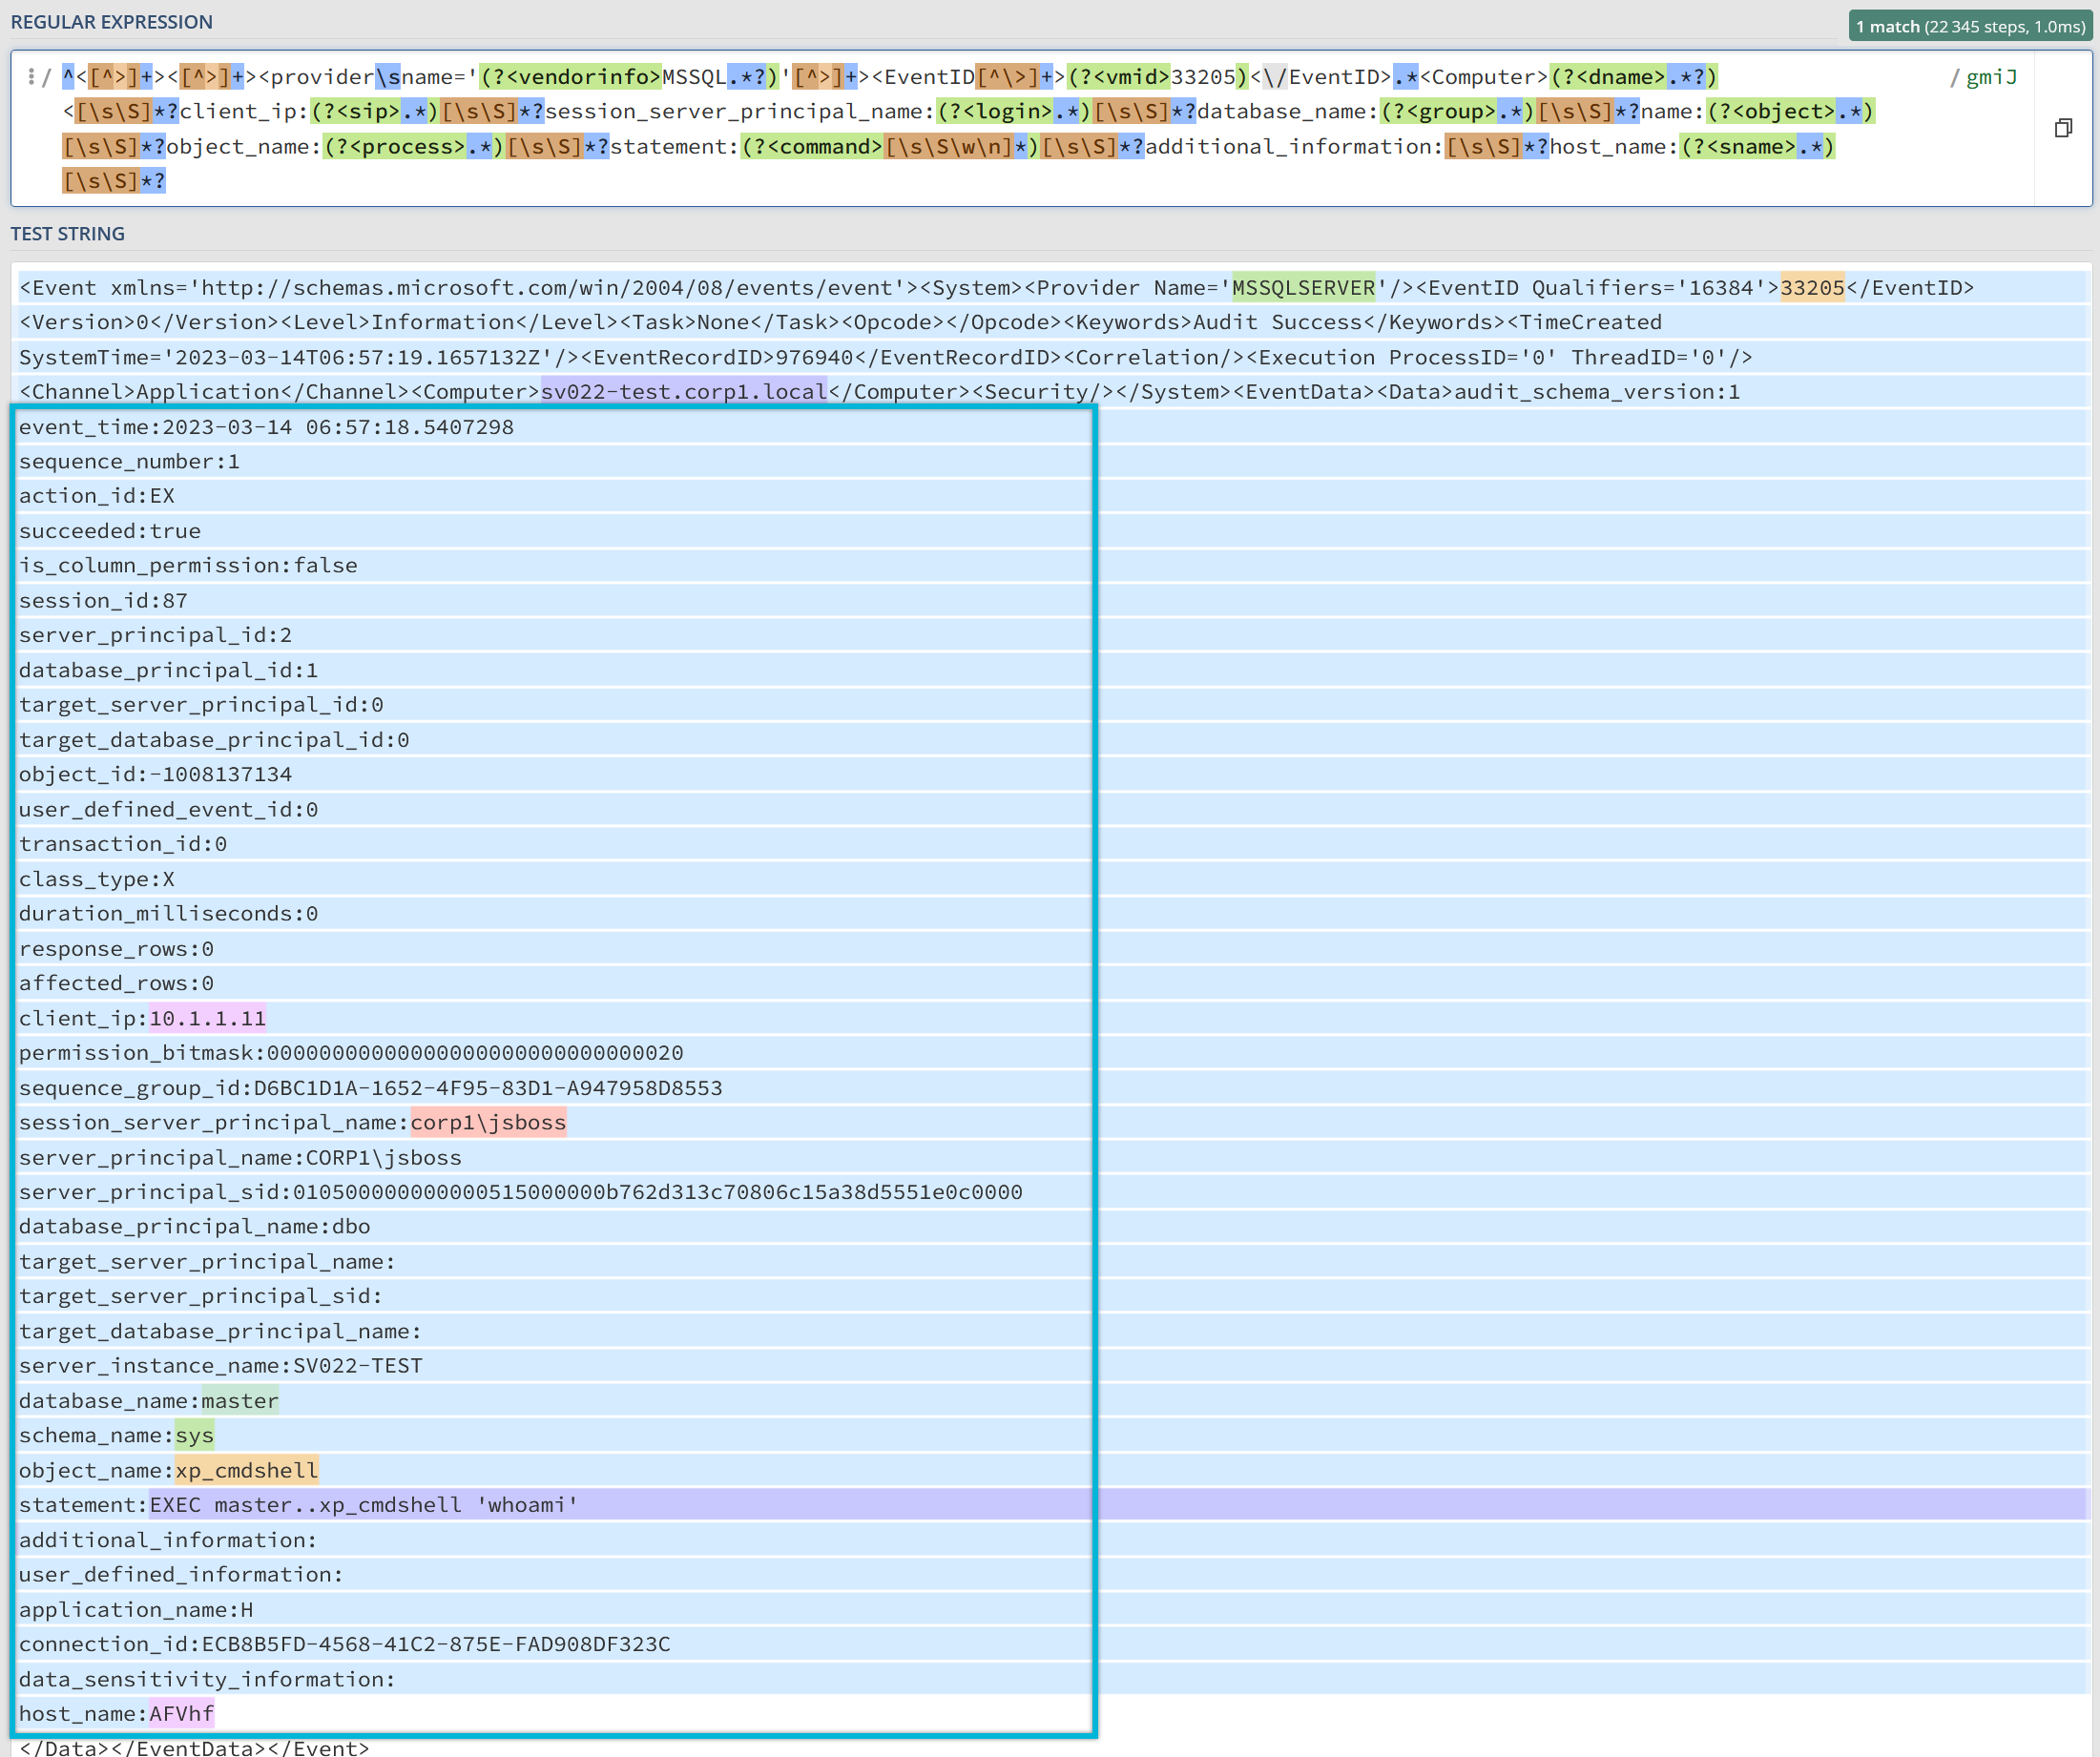 REGULAR EXPRESSION
1 match (22 345 steps, 1.0ms)
/ ^<[^>]+><[^>]+><provider\sname='(?<vendorinfo>MSSQL.*?)'[^>]+><EventID[^\>]+>(?<vmid>33205)<\/EventID>.*<Computer>(?<dname>.*?) / gmiJ
<[\s\S]*?client_ip:(?<sip>.*)[\s\S]*?session_server_principal_name:(?<login>.*)[\s\S]*?database_name:(?<group>.*)[\s\S]*?name:(?<object>.*)
[\s\S]*?object_name:(?<process>.*)[\s\S]*?statement:(?<command>[\s\S\w\n]*)[\s\S]*?additional_information:[\s\S]*?host_name:(?<sname>.*)
[\s\S]*?
TEST STRING
<Event xmlns='http://schemas.microsoft.com/win/2004/08/events/event'><System><Provider Name='MSSQLSERVER'/><EventID Qualifiers='16384'>33205</EventID>
<Version>0</Version><Level>Information</Level><Task>None</Task><Opcode></Opcode><Keywords>Audit Success</Keywords><TimeCreated
SystemTime='2023-03-14T06:57:19.1657132Z'/><EventRecordID>976940</EventRecordID><Correlation/><Execution ProcessID='0' ThreadID='0'/>
<Channel>Application</Channel><Computer>sv022-test.corp1.local</Computer><Security/></System><EventData><Data>audit_schema_version:1
event_time:2023-03-14 06:57:18.5407298
sequence_number:1
action_id:EX
succeeded:true
is_column_permission:false
session_id:87
server_principal_id:2
database_principal_id:1
target_server_principal_id:0
target_database_principal_id:0
object_id:-1008137134
user_defined_event_id:0
transaction_id:0
class_type:X
duration_milliseconds:0
response_rows:0
affected_rows:0
client_ip:10.1.1.11
permission_bitmask:00000000000000000000000000000020
sequence_group_id:D6BC1D1A-1652-4F95-83D1-A947958D8553
session_server_principal_name:corp1\jsboss
server_principal_name:CORP1\jsboss
server_principal_sid:010500000000000515000000b762d313c70806c15a38d5551e0c0000
database_principal_name:dbo
target_server_principal_name:
target_server_principal_sid:
target_database_principal_name:
server_instance_name:SV022-TEST
database_name:master
schema_name:sys
object_name:xp_cmdshell
statement:EXEC master..xp_cmdshell 'whoami'
additional_information:
user_defined_information:
application_name:H
connection_id:ECB8B5FD-4568-41C2-875E-FAD908DF323C
data_sensitivity_information:
host_name:AFVhf
</Data></EventData></Event>